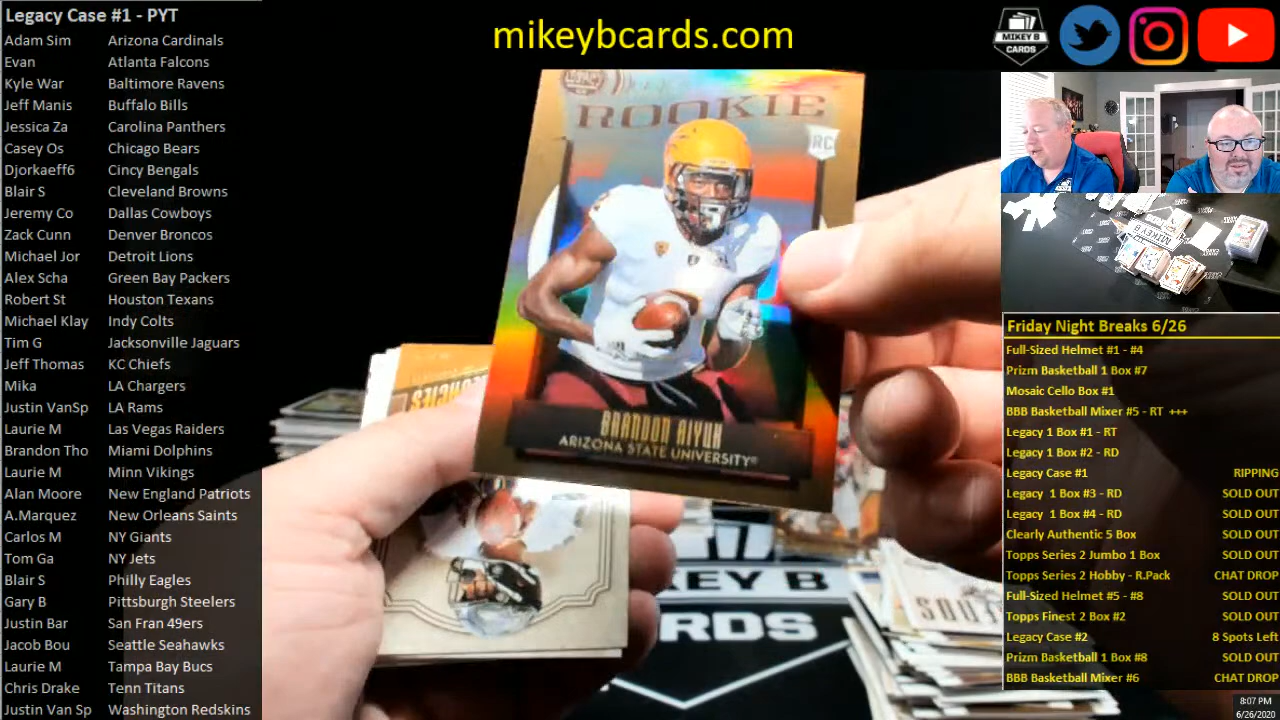 Legacy Case #1 - PYT
Adam Sim Arizona Cardinals
Evan Atlanta Falcons
Kyle War Baltimore Ravens
Jeff Manis Buffalo Bills
Jessica Za Carolina Panthers
Casey Os Chicago Bears
Djorkaeff6 Cincy Bengals
Blair S Cleveland Browns
Jeremy Co Dallas Cowboys
Zack Cunn Denver Broncos
Michael Jor Detroit Lions
Alex Scha Green Bay Packers
Robert St Houston Texans
Michael Klay Indy Colts
Tim G Jacksonville Jaguars
Jeff Thomas KC Chiefs
Mika LA Chargers
Justin VanSp LA Rams
Laurie M Las Vegas Raiders
Brandon Tho Miami Dolphins
Laurie M Minn Vikings
Alan Moore New England Patriots
A.Marquez New Orleans Saints
Carlos M NY Giants
Tom Ga NY Jets
Blair S Philly Eagles
Gary B Pittsburgh Steelers
Justin Bar San Fran 49ers
Jacob Bou Seattle Seahawks
Laurie M Tampa Bay Bucs
Chris Drake Tenn Titans
Justin Van Sp Washington Redskins
mikeybcards.com
MIKEY B
CARDS
LEGACY
ROOKIE
RC
BRANDON AIYUK
ARIZONA STATE UNIVERSITY
MIKEY B
RDS
Friday Night Breaks 6/26
Full-Sized Helmet #1 - #4
Prizm Basketball 1 Box #7
Mosaic Cello Box #1
BBB Basketball Mixer #5 - RT +++
Legacy 1 Box #1 - RT
Legacy 1 Box #2 - RD
Legacy Case #1 RIPPING
Legacy 1 Box #3 - RD SOLD OUT
Legacy 1 Box #4 - RD SOLD OUT
Clearly Authentic 5 Box SOLD OUT
Topps Series 2 Jumbo 1 Box SOLD OUT
Topps Series 2 Hobby - R.Pack CHAT DROP
Full-Sized Helmet #5 - #8 SOLD OUT
Topps Finest 2 Box #2 SOLD OUT
Legacy Case #2 8 Spots Left
Prizm Basketball 1 Box #8 SOLD OUT
BBB Basketball Mixer #6 CHAT DROP
8:07 PM
6/26/2020